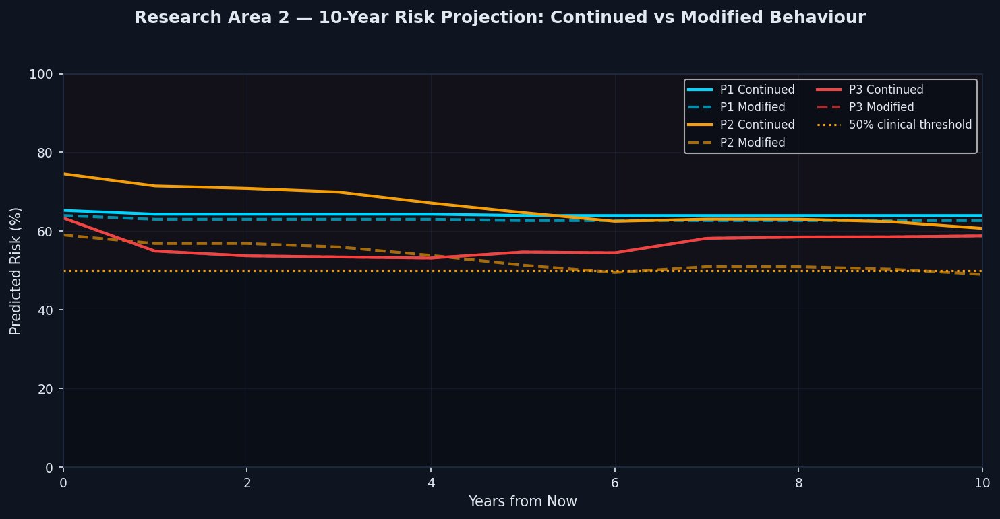 Research Area 2 — 10-Year Risk Projection: Continued vs Modified Behaviour
100
80
60
40
20
0
Predicted Risk (%)
P1 Continued
P1 Modified
P2 Continued
P2 Modified
P3 Continued
P3 Modified
50% clinical threshold
0 2 4 6 8 10
Years from Now